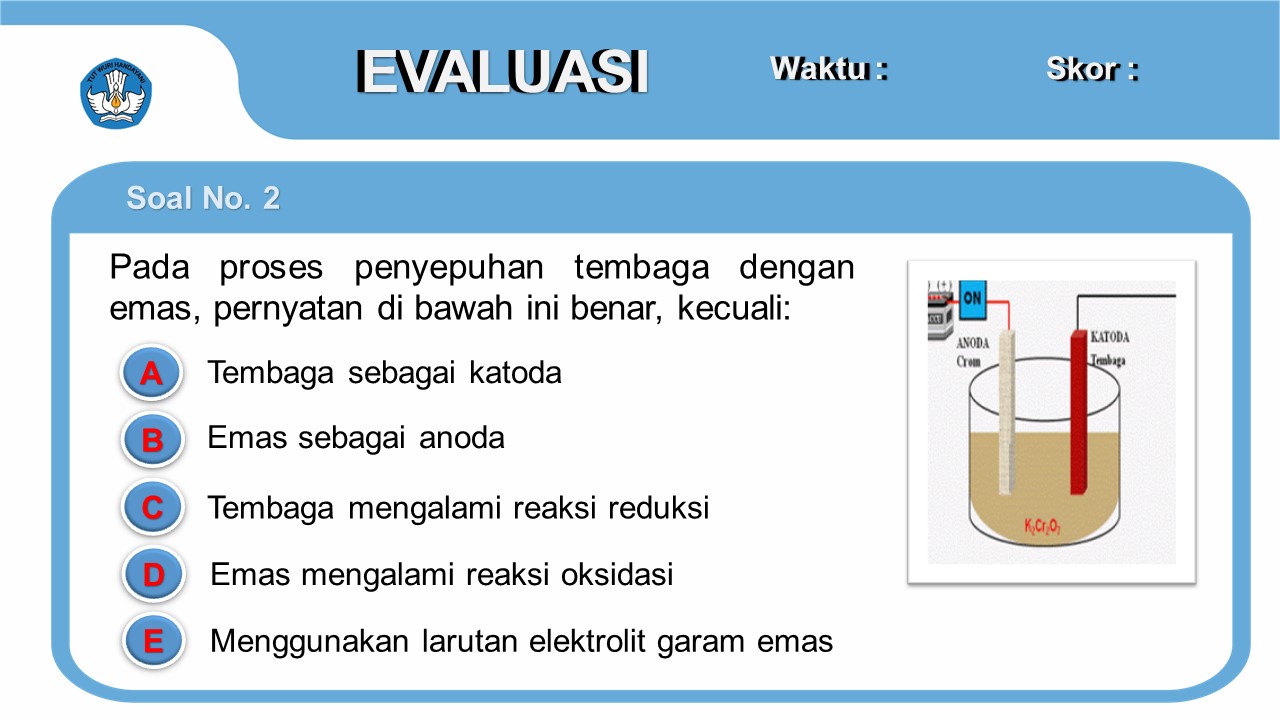 TUT WURI HANDAYANI
EVALUASI
Waktu :
Skor :
Soal No. 2
Pada proses penyepuhan tembaga dengan
emas, pernyatan di bawah ini benar, kecuali:
A Tembaga sebagai katoda
B Emas sebagai anoda
C Tembaga mengalami reaksi reduksi
D Emas mengalami reaksi oksidasi
E Menggunakan larutan elektrolit garam emas
(+)
ON
ANODA
Crom
KATODA
Tembaga
K₂Cr₂O₇